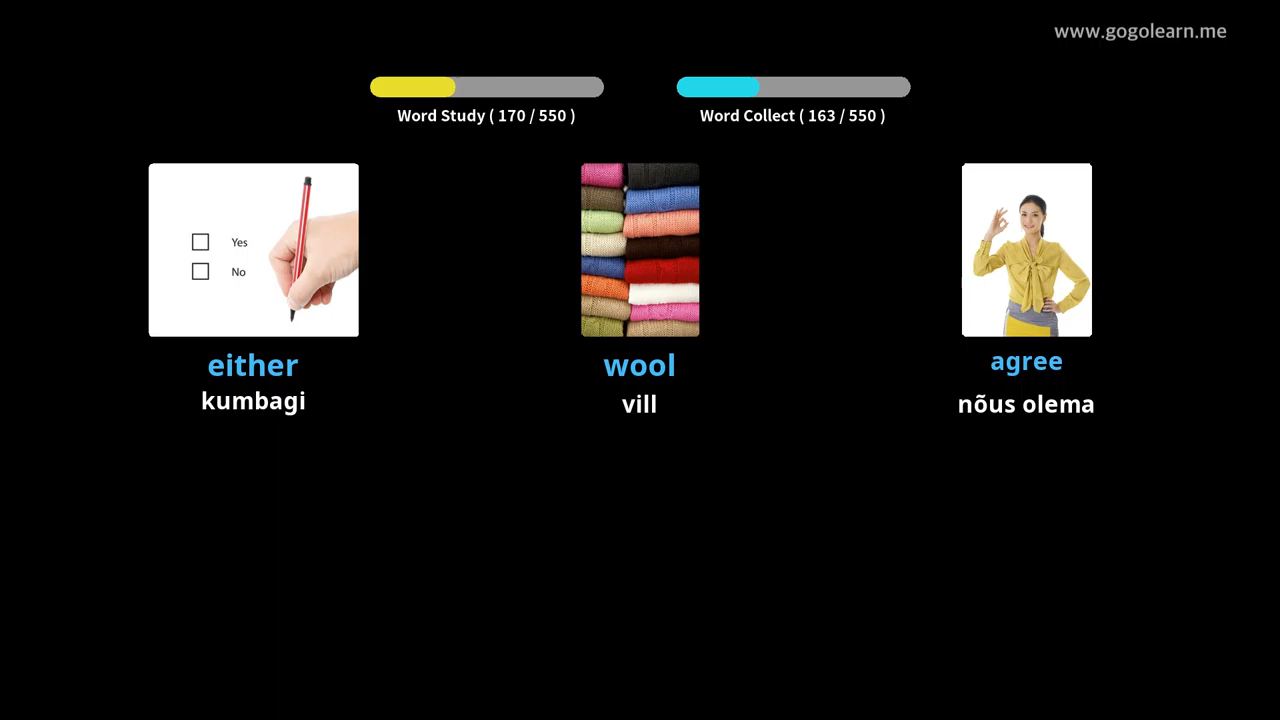 www.gogolearn.me
Word Study ( 170 / 550 )
Word Collect ( 163 / 550 )
Yes
No
either
kumbagi
wool
vill
agree
nõus olema